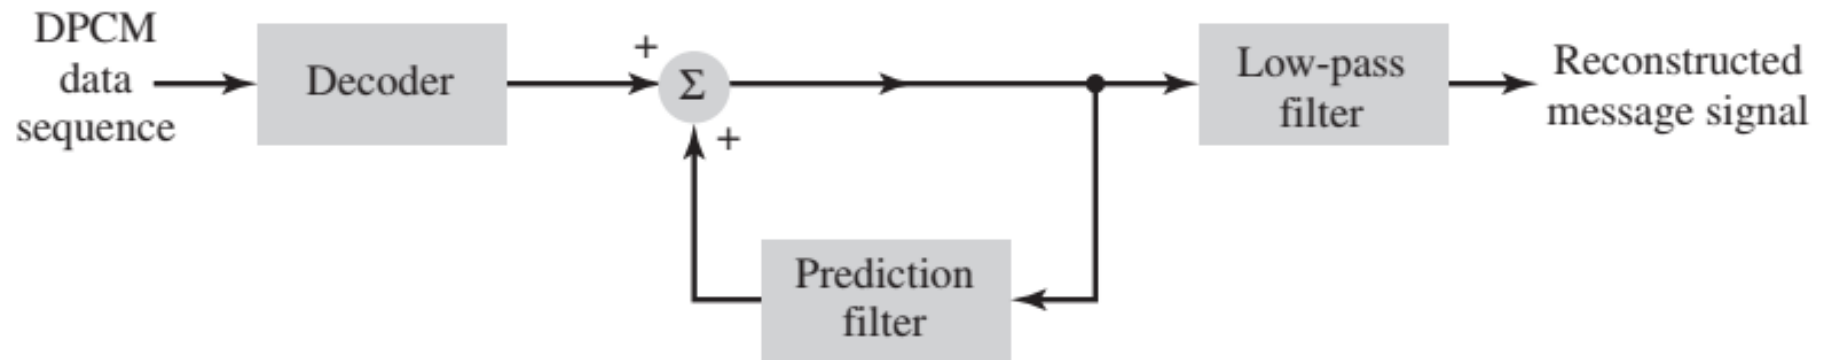 DPCM
data
sequence
Decoder
+
Σ
+
Low-pass
filter
Reconstructed
message signal
Prediction
filter